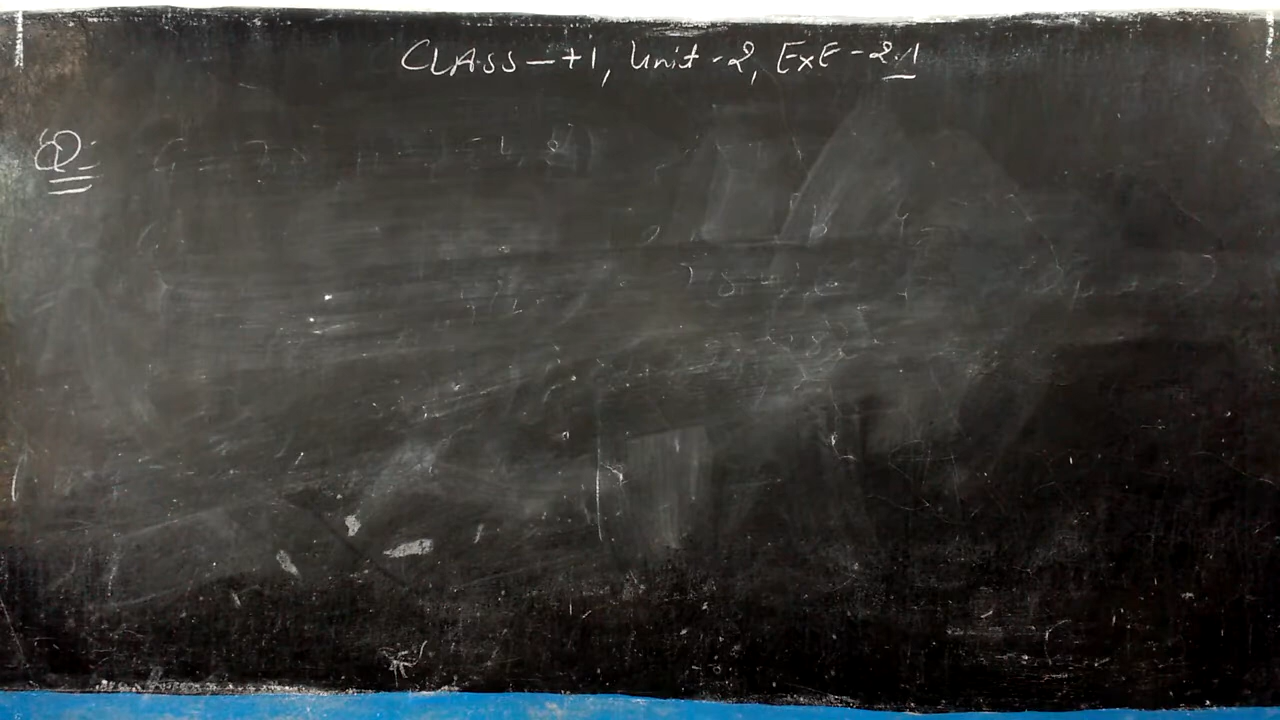 CLASS-+1, Unit-2, EXE-2.1
Q: